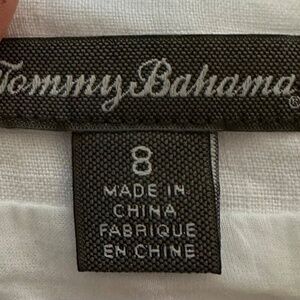 Tommy Bahama®
8
MADE IN
CHINA
FABRIQUE
EN CHINE